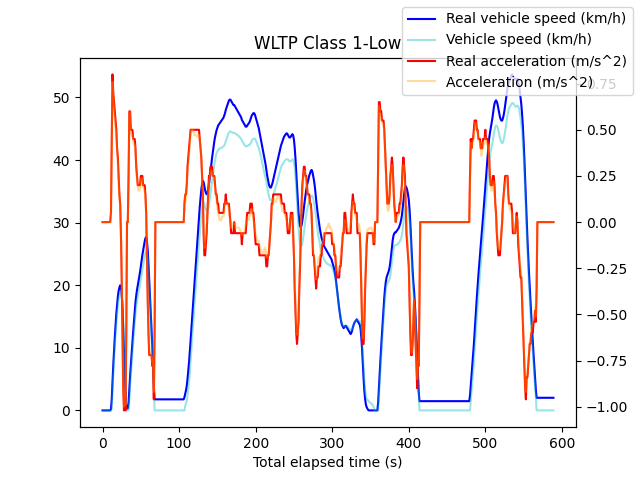 WLTP Class 1-Low
Real vehicle speed (km/h)
Vehicle speed (km/h)
Real acceleration (m/s^2)
Acceleration (m/s^2)
50
40
30
20
10
0
0.75
0.50
0.25
0.00
−0.25
−0.50
−0.75
−1.00
0 100 200 300 400 500 600
Total elapsed time (s)